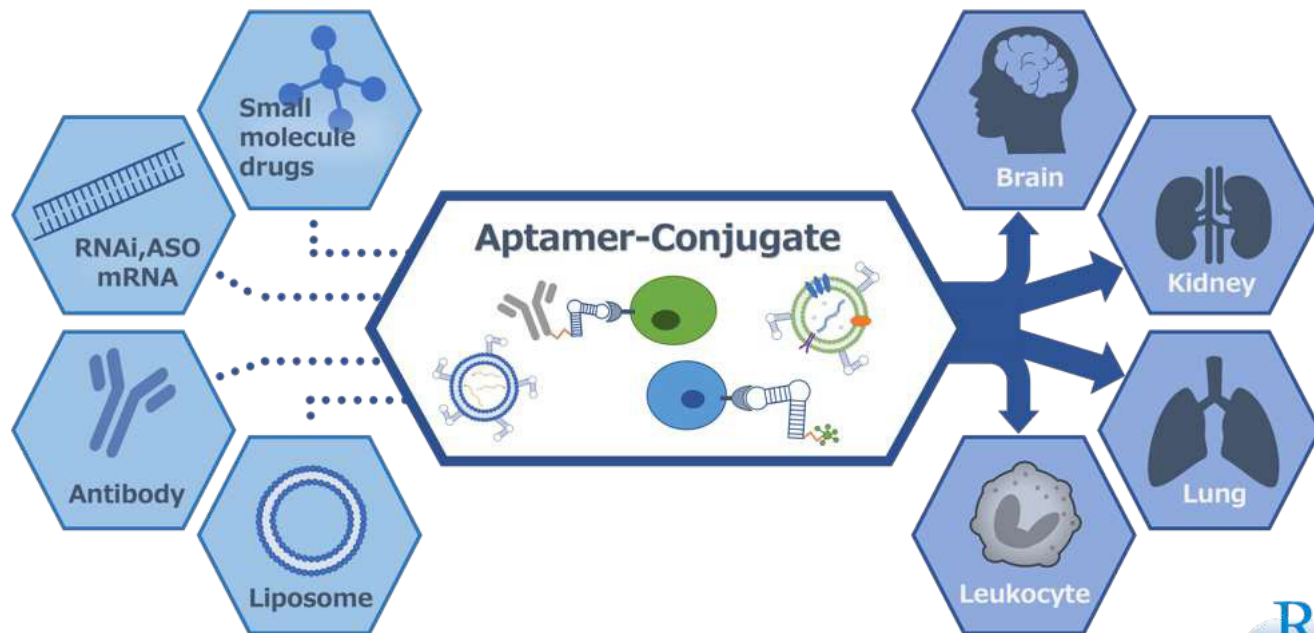 Small
molecule
drugs
RNAi,ASO
mRNA
Antibody
Liposome
Aptamer-Conjugate
Brain
Kidney
Lung
Leukocyte
R